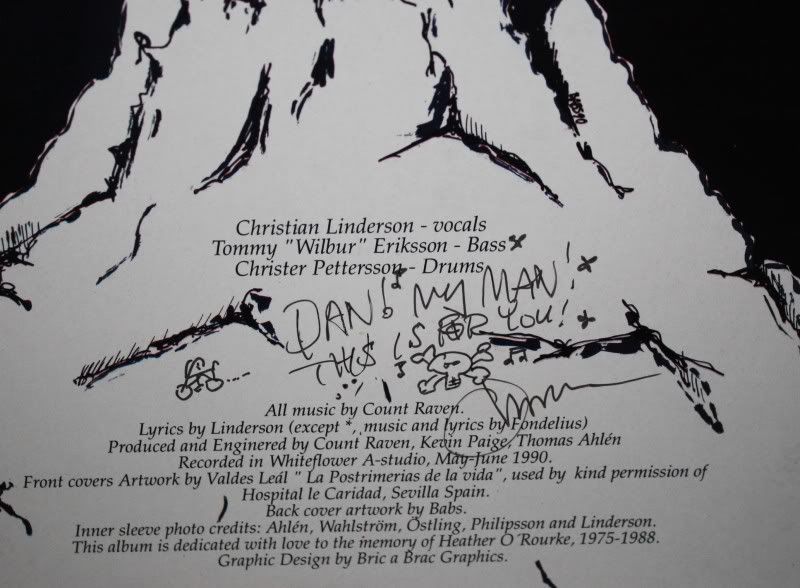 BABS 90
Christian Linderson - vocals
Tommy "Wilbur" Eriksson - Bass
Christer Pettersson - Drums
DAN! MY MAN!
THIS IS FOR YOU!
All music by Count Raven.
Lyrics by Linderson (except *, music and lyrics by Fondelius)
Produced and Enginered by Count Raven, Kevin Paige, Thomas Ahlén
Recorded in Whiteflower A-studio, May-June 1990.
Front covers Artwork by Valdes Leál " La Postrimerias de la vida", used by kind permission of
Hospital le Caridad, Sevilla Spain.
Back cover artwork by Babs.
Inner sleeve photo credits: Ahlén, Wahlström, Östling, Philipsson and Linderson.
This album is dedicated with love to the memory of Heather O´Rourke, 1975-1988.
Graphic Design by Bric a Brac Graphics.